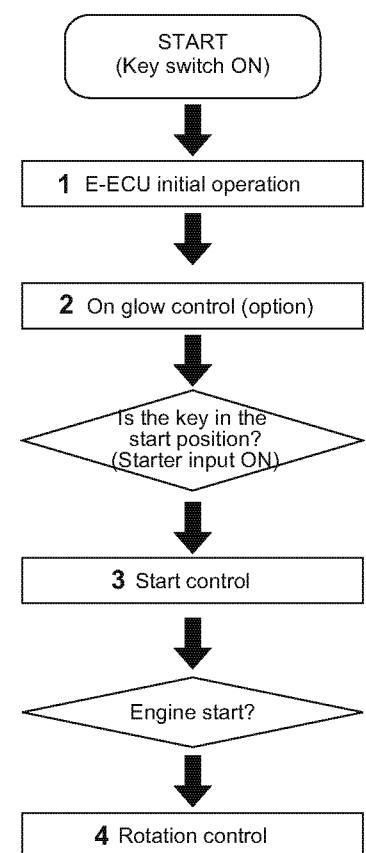 START
(Key switch ON)
1 E-ECU initial operation
2 On glow control (option)
Is the key in the
start position?
(Starter input ON)
3 Start control
Engine start?
4 Rotation control